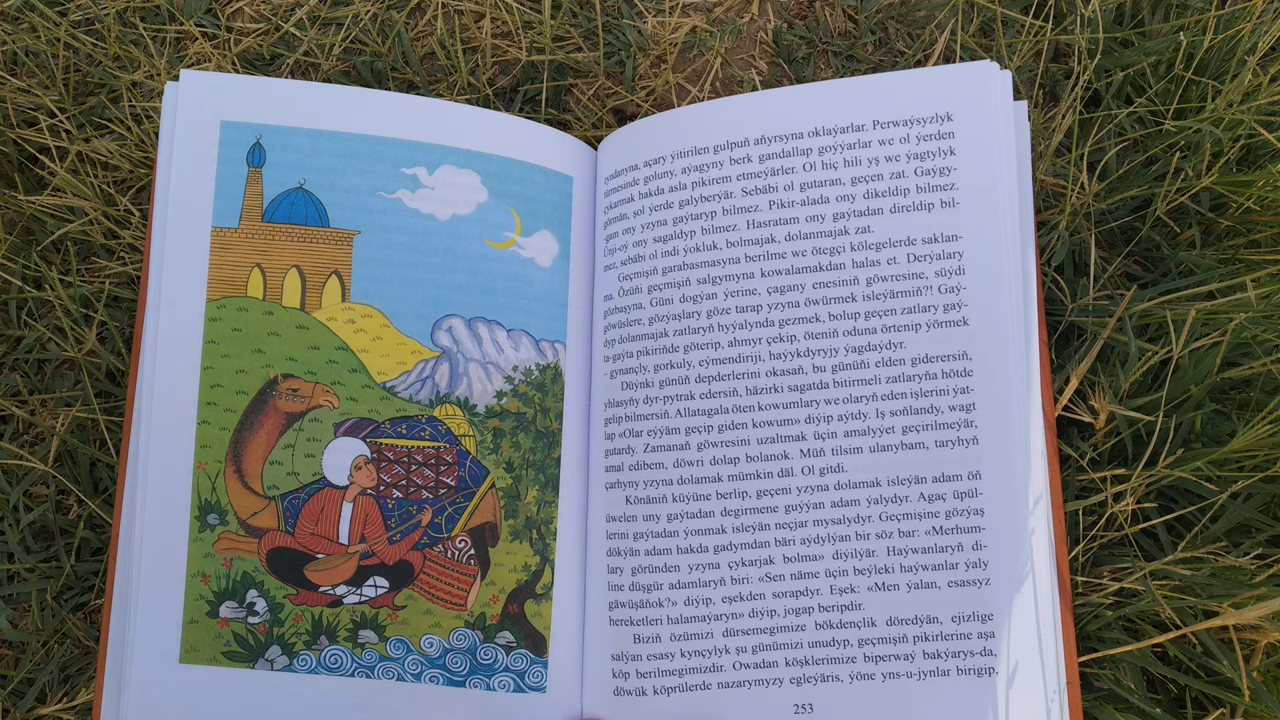 zyndanyna, açary ýitirilen gulpuň aňyrsyna oklaýarlar. Perwaýsyzlyk
türmesinde goluny, aýagyny berk gandallap goýýarlar we ol ýerden
çykarmak hakda asla pikirem etmeýärler. Ol hiç hili yş we ýagtylyk
görmän, şol ýerde galyberýär. Sebäbi ol gutaran, geçen zat. Gaýgy-
-gam ony yzyna gaýtaryp bilmez. Pikir-alada ony dikeldip bilmez.
Ünji-oý ony sagaldyp bilmez. Hasratam ony gaýtadan direldip bil-
mez, sebäbi ol indi ýokluk, bolmajak, dolanmajak zat.
Geçmişiň garabasmasyna berilme we ötegçi kölegelerde saklan-
ma. Özüňi geçmişiň salgymyna kowalamakdan halas et. Derýalary
gözbaşyna, Güni dogýan ýerine, çagany enesiniň göwresine, süýdi
göwüslere, gözýaşlary göze tarap yzyna öwürmek isleýärmiň?! Gaý-
dyp dolanmajak zatlaryň hyýalynda gezmek, bolup geçen zatlary gaý-
ta-gaýta pikiriňde göterip, ahmyr çekip, öteniň oduna örtenip ýörmek
– gynançly, gorkuly, eýmendiriji, haýykdyryjy ýagdaýdyr.
Düýnki günüň depderlerini okasaň, bu günüňi elden giderersiň,
yhlasyňy dyr-pytrak edersiň, häzirki sagatda bitirmeli zatlaryňa hötde
gelip bilmersiň. Allatagala öten kowumlary we olaryň eden işlerini ýat-
lap «Olar eýýäm geçip giden kowum» diýip aýtdy. Iş soňlandy, wagt
gutardy. Zamanaň göwresini uzaltmak üçin amalyýet geçirilmeýär,
amal edibem, döwri dolap bolanok. Müň tilsim ulanybam, taryhyň
çarhyny yzyna dolamak mümkin däl. Ol gitdi.
Könäniň küýüne berlip, geçeni yzyna dolamak isleýän adam öň
üwelen uny gaýtadan degirmene guýýan adam ýalydyr. Agaç üpül-
lerini gaýtadan ýonmak isleýän neçjar mysalydyr. Geçmişine gözýaş
dökýän adam hakda gadymdan bäri aýdylýan bir söz bar: «Merhum-
lary göründen yzyna çykarjak bolma» diýilýär. Haýwanlaryň di-
line düşgür adamlaryň biri: «Sen näme üçin beýleki haýwanlar ýaly
gäwüşäňok?» diýip, eşekden sorapdyr. Eşek: «Men ýalan, esassyz
hereketleri halamaýaryn» diýip, jogap beripdir.
Biziň özümizi dürsemegimize bökdençlik döredýän, ejizlige
salýan esasy kynçylyk şu günümizi unudyp, geçmişiň pikirlerine aşa
köp berilmegimizdir. Owadan köşklerimize biperwaý bakýarys-da,
döwük köprülerde nazarymyzy egleýäris, ýöne yns-u-jynlar birigip,
253